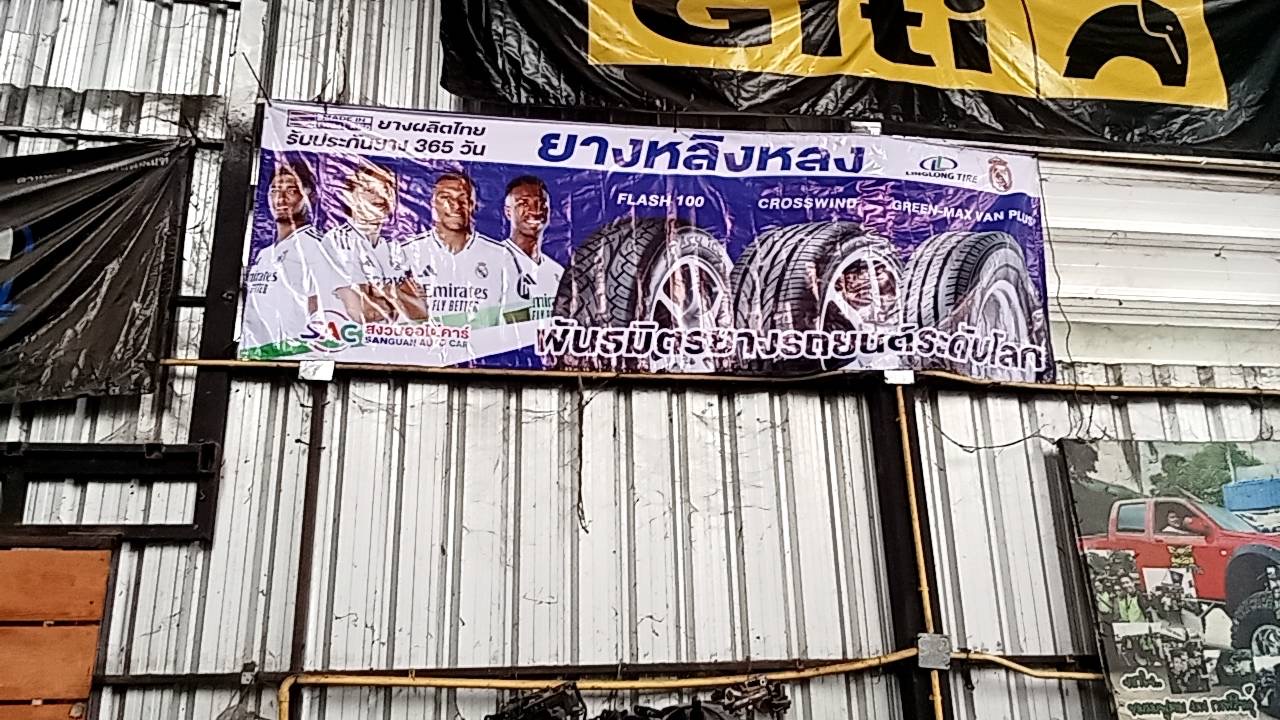 Giti
MADE IN
ยางผลิตไทย
รับประกันยาง 365 วัน
ยางหลิงหลง
LINGLONG TIRE
FLASH 100
CROSSWIND
GREEN-MAX VAN PLUS
Emirates
FLY BETTER
SAC
สงวนออโต้คาร์
SANGUAN AUTO CAR
พันธมิตรยางรถยนต์ระดับโลก